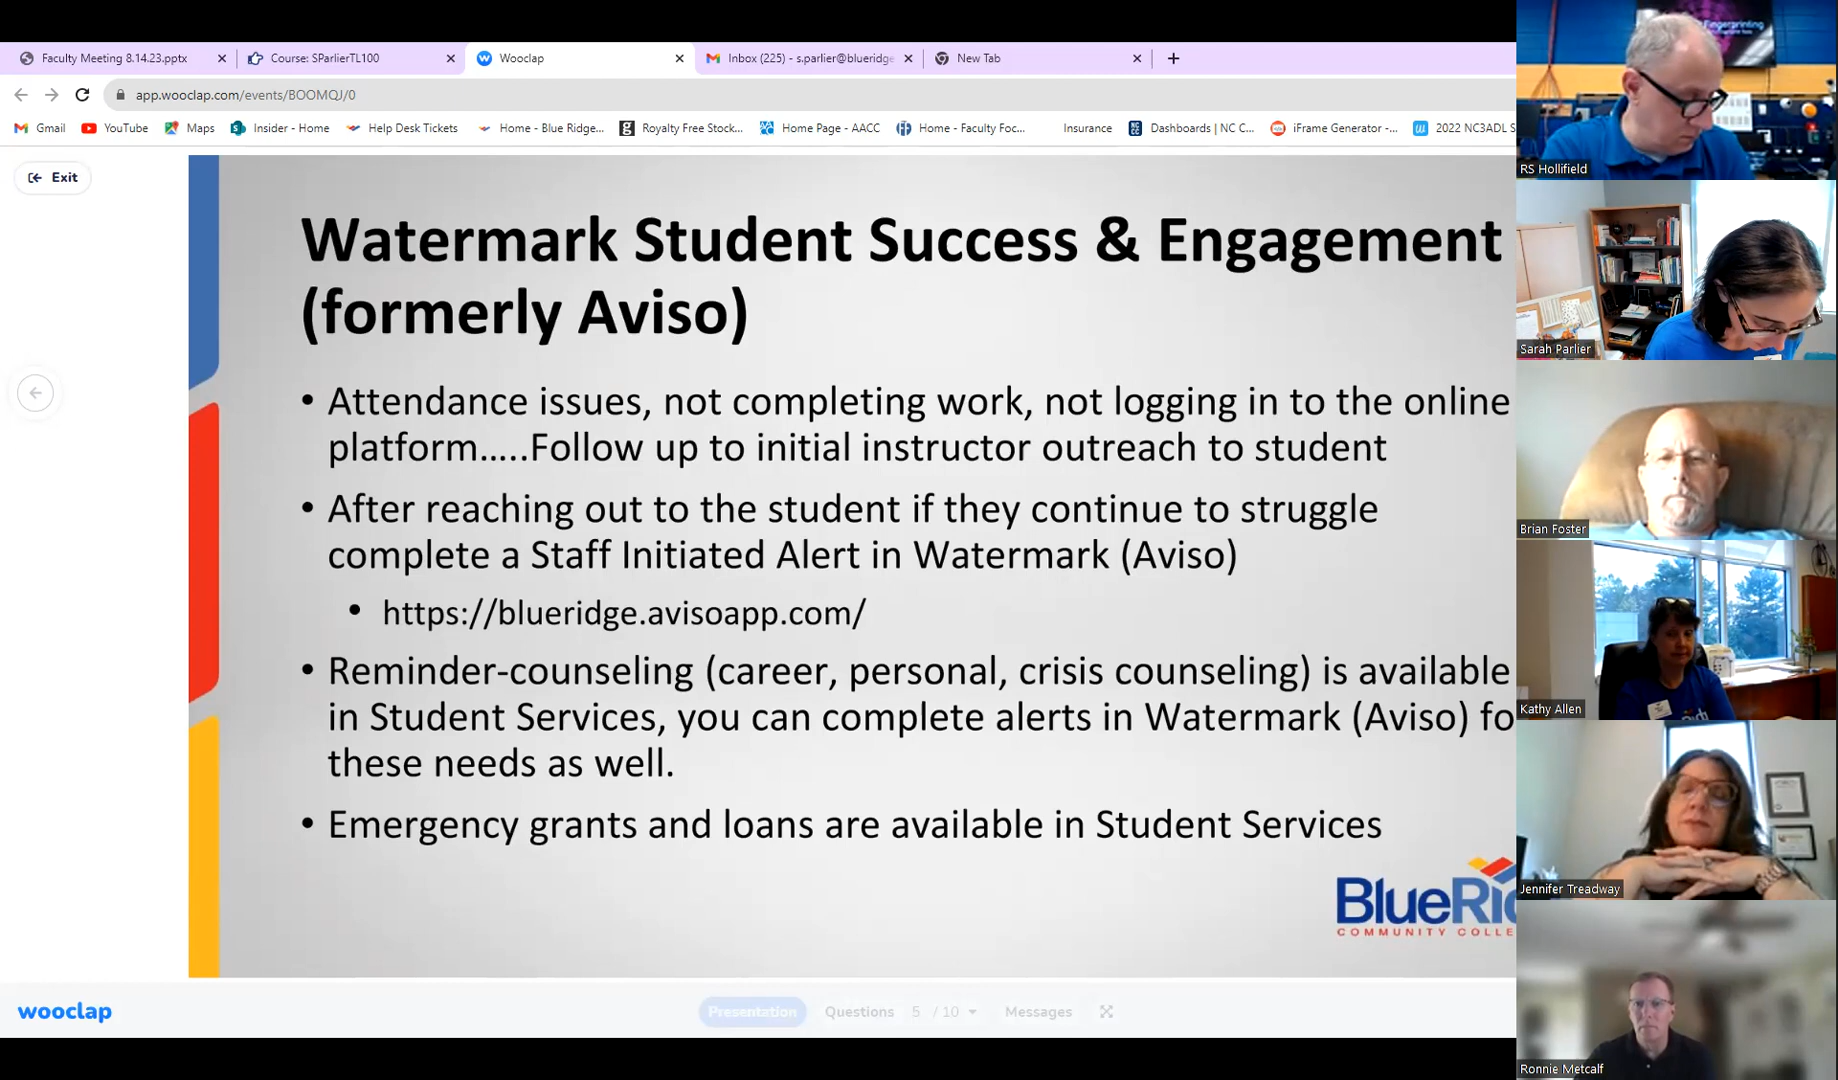 Faculty Meeting 8.14.23.pptx
Course: SParlierTL100
Wooclap
Inbox (225) - s.parlier@blueridge
New Tab
app.wooclap.com/events/BOOMQJ/0
Gmail
YouTube
Maps
Insider - Home
Help Desk Tickets
Home - Blue Ridge...
Royalty Free Stock...
Home Page - AACC
Home - Faculty Foc...
Insurance
Dashboards | NC C...
iFrame Generator -...
2022 NC3ADL S
Exit
Watermark Student Success & Engagement
(formerly Aviso)
• Attendance issues, not completing work, not logging in to the online
platform.....Follow up to initial instructor outreach to student
• After reaching out to the student if they continue to struggle
complete a Staff Initiated Alert in Watermark (Aviso)
• https://blueridge.avisoapp.com/
• Reminder-counseling (career, personal, crisis counseling) is available
in Student Services, you can complete alerts in Watermark (Aviso) fo
these needs as well.
• Emergency grants and loans are available in Student Services
BlueRid
COMMUNITY COLLE
wooclap
Presentation
Questions 5 / 10
Messages
Fingerprinting
RS Hollifield
Sarah Parlier
Brian Foster
Kathy Allen
Jennifer Treadway
Ronnie Metcalf